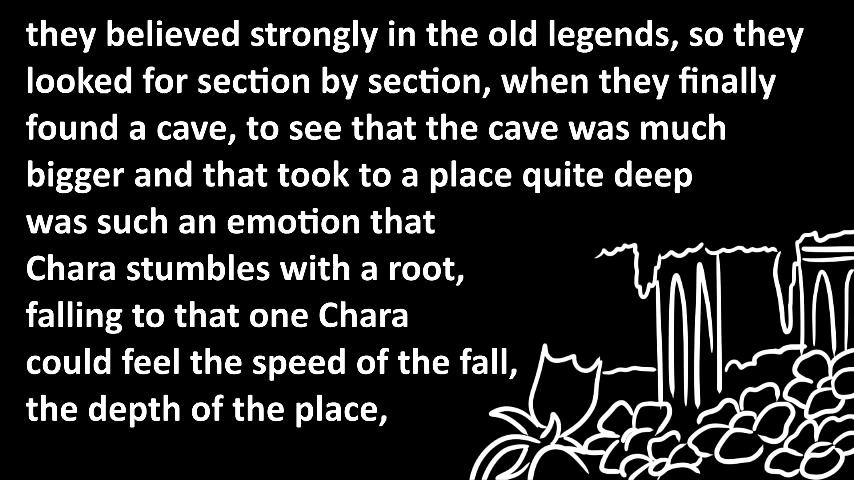 they believed strongly in the old legends, so they
looked for section by section, when they finally
found a cave, to see that the cave was much
bigger and that took to a place quite deep
was such an emotion that
Chara stumbles with a root,
falling to that one Chara
could feel the speed of the fall,
the depth of the place,